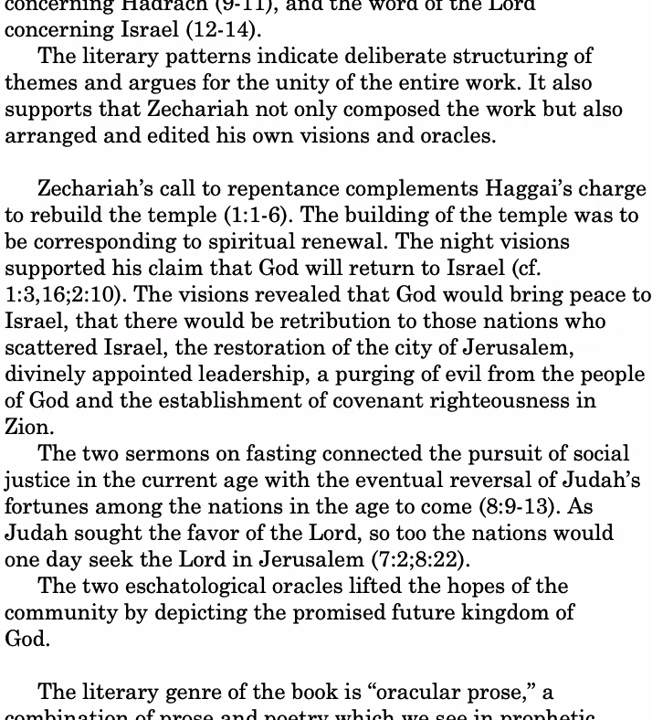 concerning Hadrach (9-11), and the word of the Lord
concerning Israel (12-14).
The literary patterns indicate deliberate structuring of
themes and argues for the unity of the entire work. It also
supports that Zechariah not only composed the work but also
arranged and edited his own visions and oracles.
Zechariah’s call to repentance complements Haggai’s charge
to rebuild the temple (1:1-6). The building of the temple was to
be corresponding to spiritual renewal. The night visions
supported his claim that God will return to Israel (cf.
1:3,16;2:10). The visions revealed that God would bring peace to
Israel, that there would be retribution to those nations who
scattered Israel, the restoration of the city of Jerusalem,
divinely appointed leadership, a purging of evil from the people
of God and the establishment of covenant righteousness in
Zion.
The two sermons on fasting connected the pursuit of social
justice in the current age with the eventual reversal of Judah’s
fortunes among the nations in the age to come (8:9-13). As
Judah sought the favor of the Lord, so too the nations would
one day seek the Lord in Jerusalem (7:2;8:22).
The two eschatological oracles lifted the hopes of the
community by depicting the promised future kingdom of
God.
The literary genre of the book is “oracular prose,” a
combination of prose and poetry which we see in prophetic